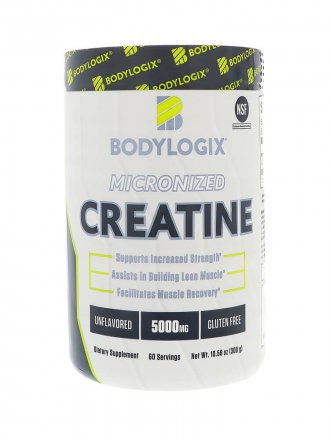 BODYLOGIX
NSF
BODYLOGIX®
MICRONIZED
CREATINE
Supports Increased Strength*
Assists in Building Lean Muscle*
Facilitates Muscle Recovery*
UNFLAVORED 5000MG GLUTEN FREE
Dietary Supplement 60 Servings Net Wt. 10.58 oz (300 g)